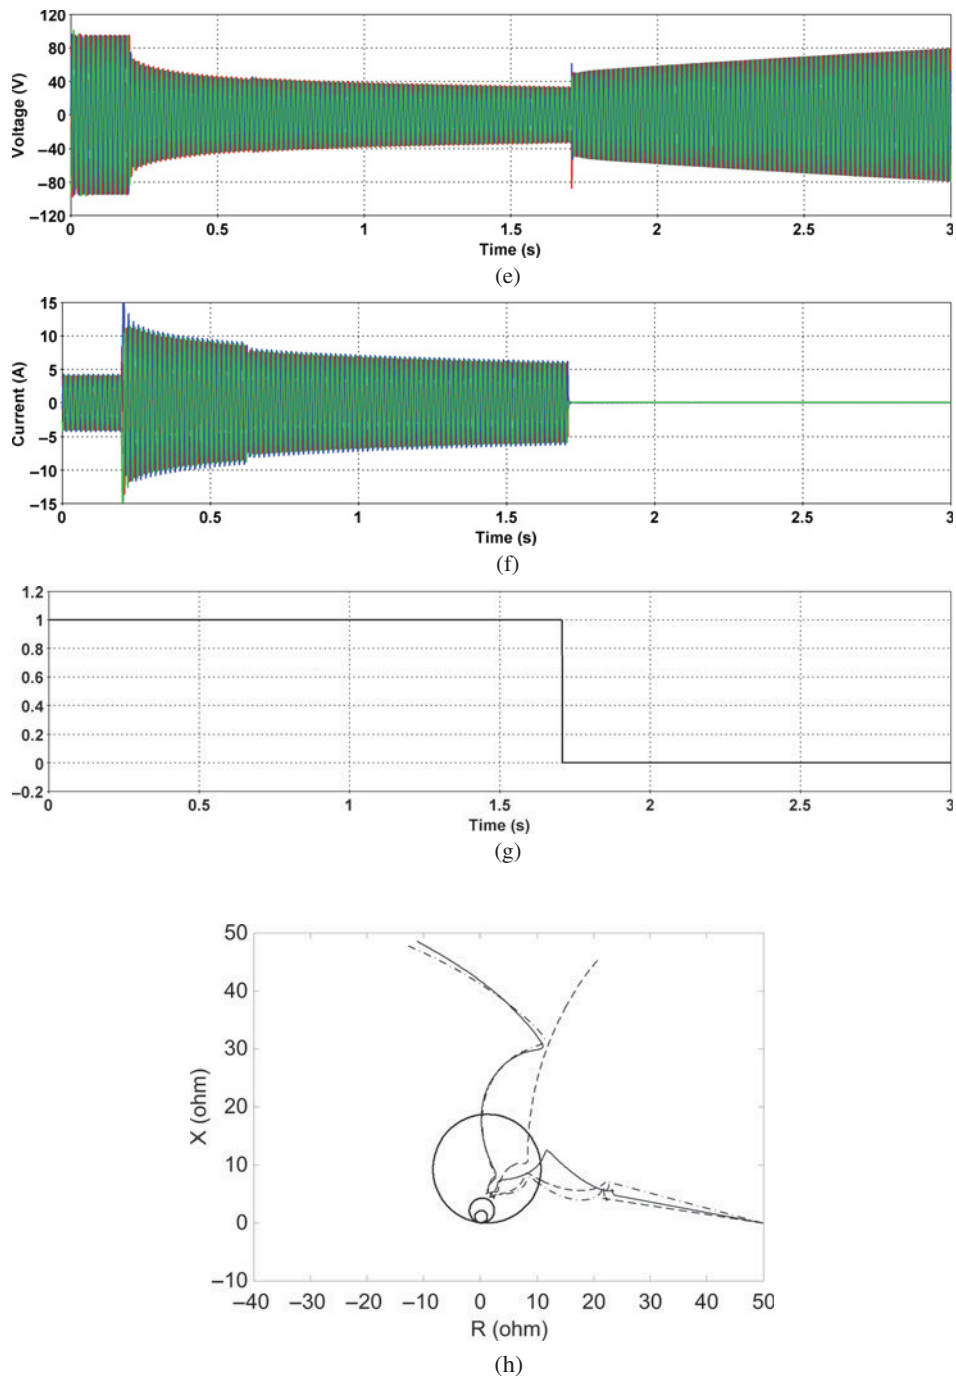 120
80
40
0
–40
–80
–120
Voltage (V)
0 0.5 1 1.5 2 2.5 3
Time (s)
(e)
15
10
5
0
–5
–10
–15
Current (A)
0 0.5 1 1.5 2 2.5 3
Time (s)
(f)
1.2
1
0.8
0.6
0.4
0.2
0
–0.2
0 0.5 1 1.5 2 2.5 3
Time (s)
(g)
50
40
30
20
10
0
–10
X (ohm)
–40 –30 –20 –10 0 10 20 30 40 50
R (ohm)
(h)